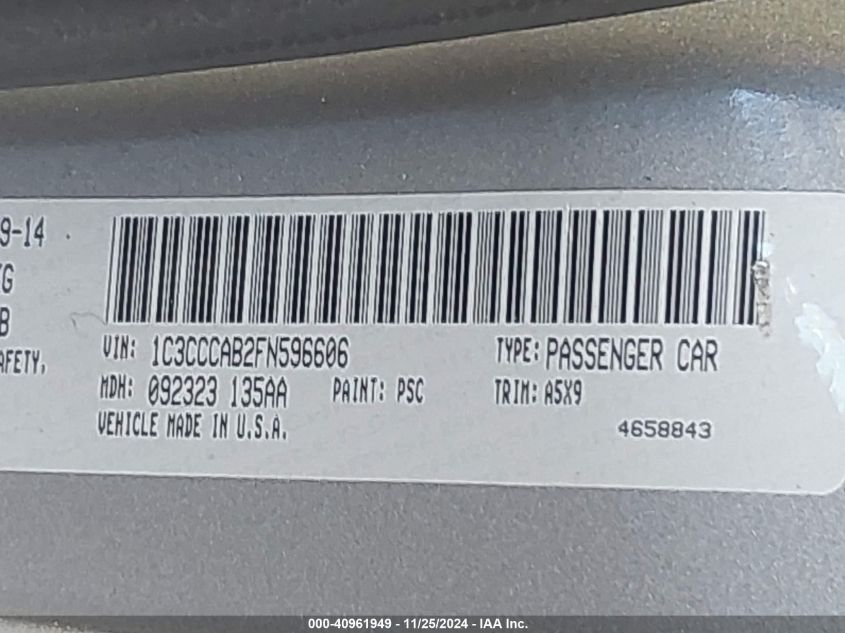 9-14
G
B
AFETY,
VIN: 1C3CCCAB2FN596606 TYPE: PASSENGER CAR
MDH: 092323 135AA PAINT: PSC TRIM: A5X9
VEHICLE MADE IN U.S.A. 4658843
000-40961949 - 11/25/2024 - IAA Inc.